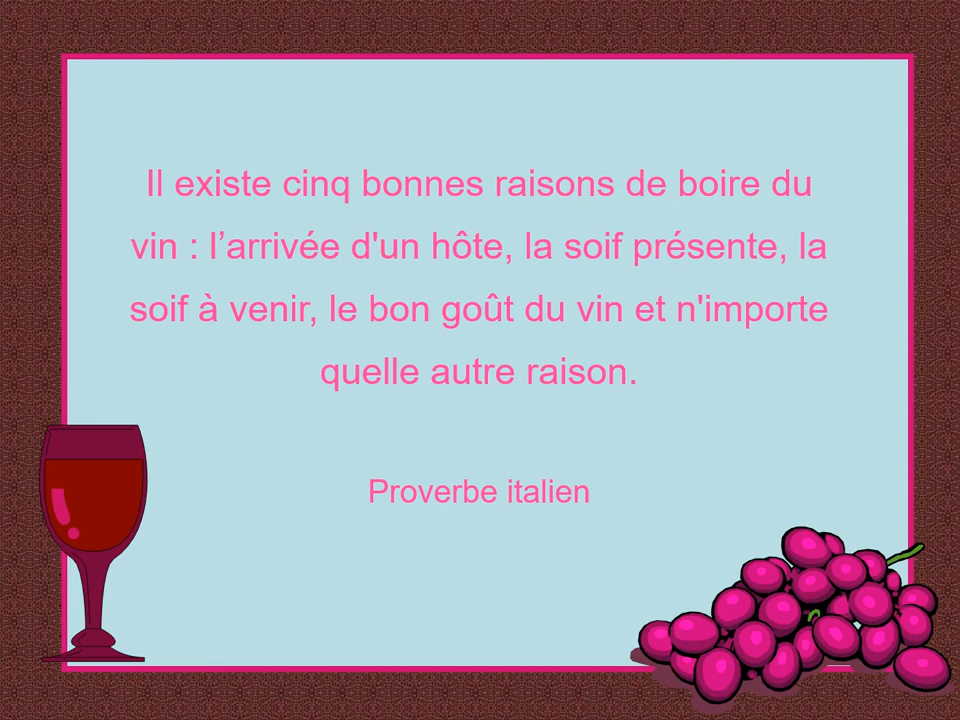 Il existe cinq bonnes raisons de boire du
vin : l’arrivée d'un hôte, la soif présente, la
soif à venir, le bon goût du vin et n'importe
quelle autre raison.
Proverbe italien